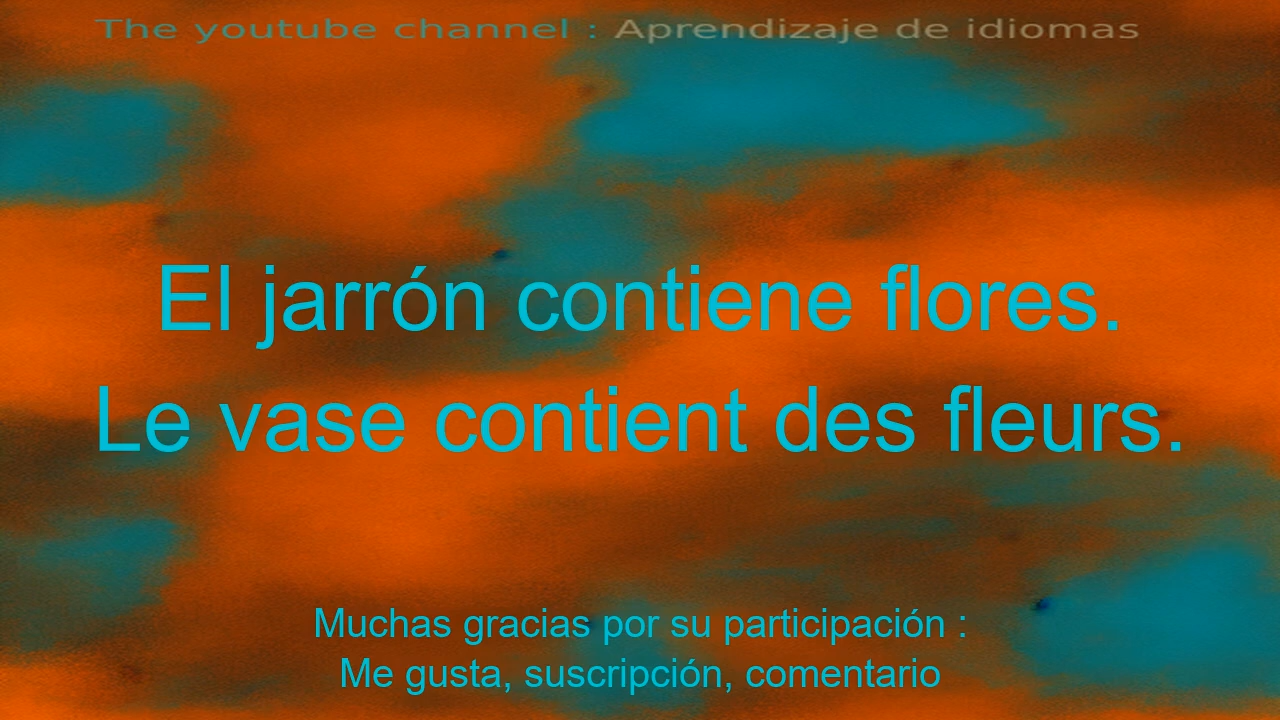 The youtube channel : Aprendizaje de idiomas
El jarrón contiene flores.
Le vase contient des fleurs.
Muchas gracias por su participación :
Me gusta, suscripción, comentario